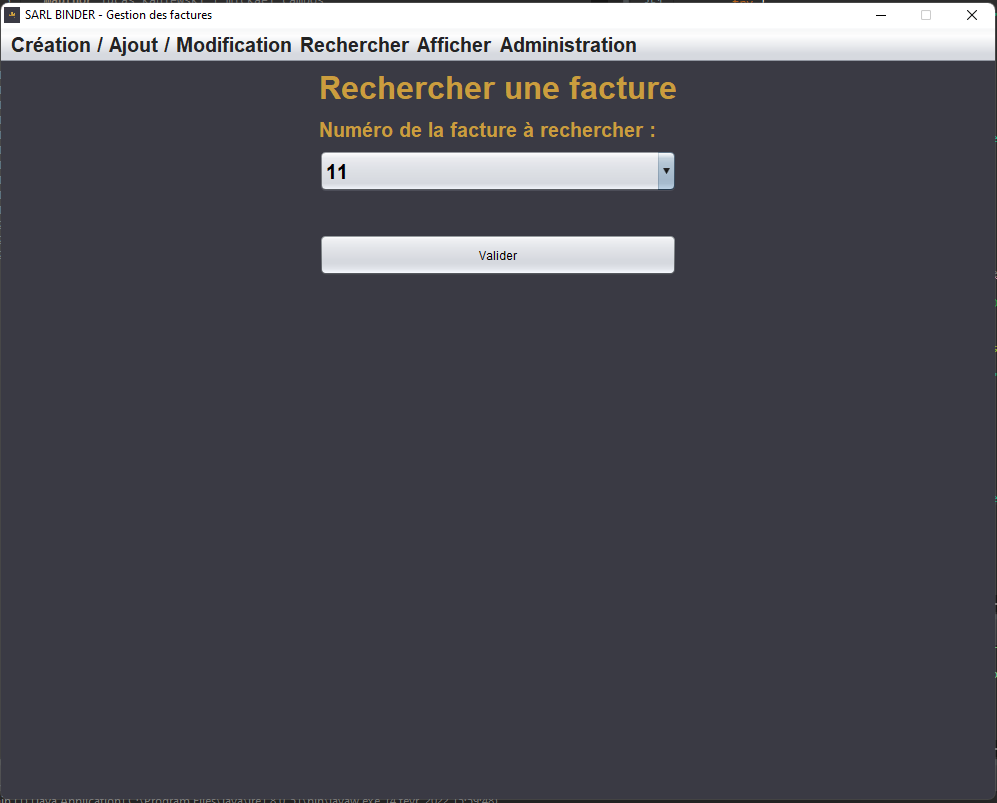 SARL BINDER - Gestion des factures
Création / Ajout / Modification Rechercher Afficher Administration
Rechercher une facture
Numéro de la facture à rechercher :
11
Valider